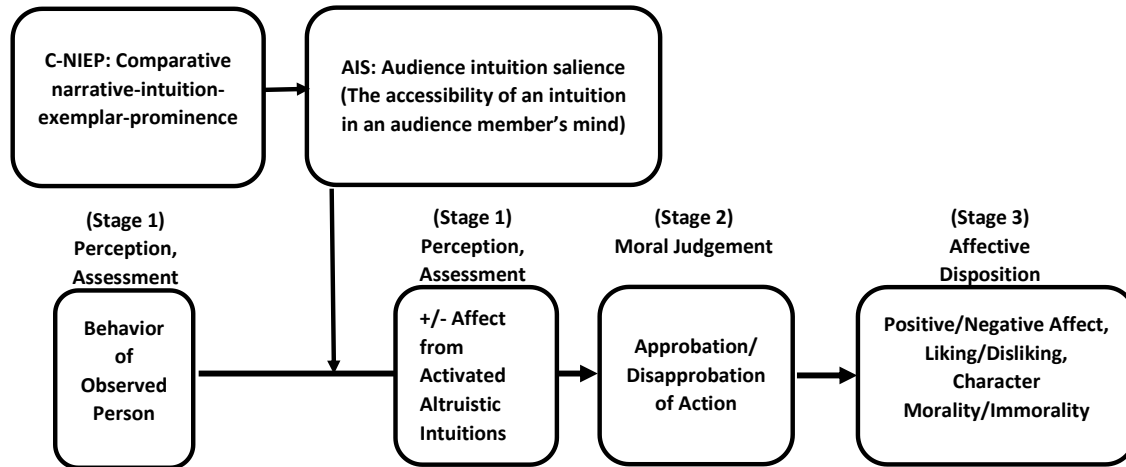 C-NIEP: Comparative
narrative-intuition-
exemplar-prominence
AIS: Audience intuition salience
(The accessibility of an intuition
in an audience member’s mind)
(Stage 1)
Perception,
Assessment
Behavior
of
Observed
Person
(Stage 1)
Perception,
Assessment
+/- Affect
from
Activated
Altruistic
Intuitions
(Stage 2)
Moral Judgement
Approbation/
Disapprobation
of Action
(Stage 3)
Affective
Disposition
Positive/Negative Affect,
Liking/Disliking,
Character
Morality/Immorality